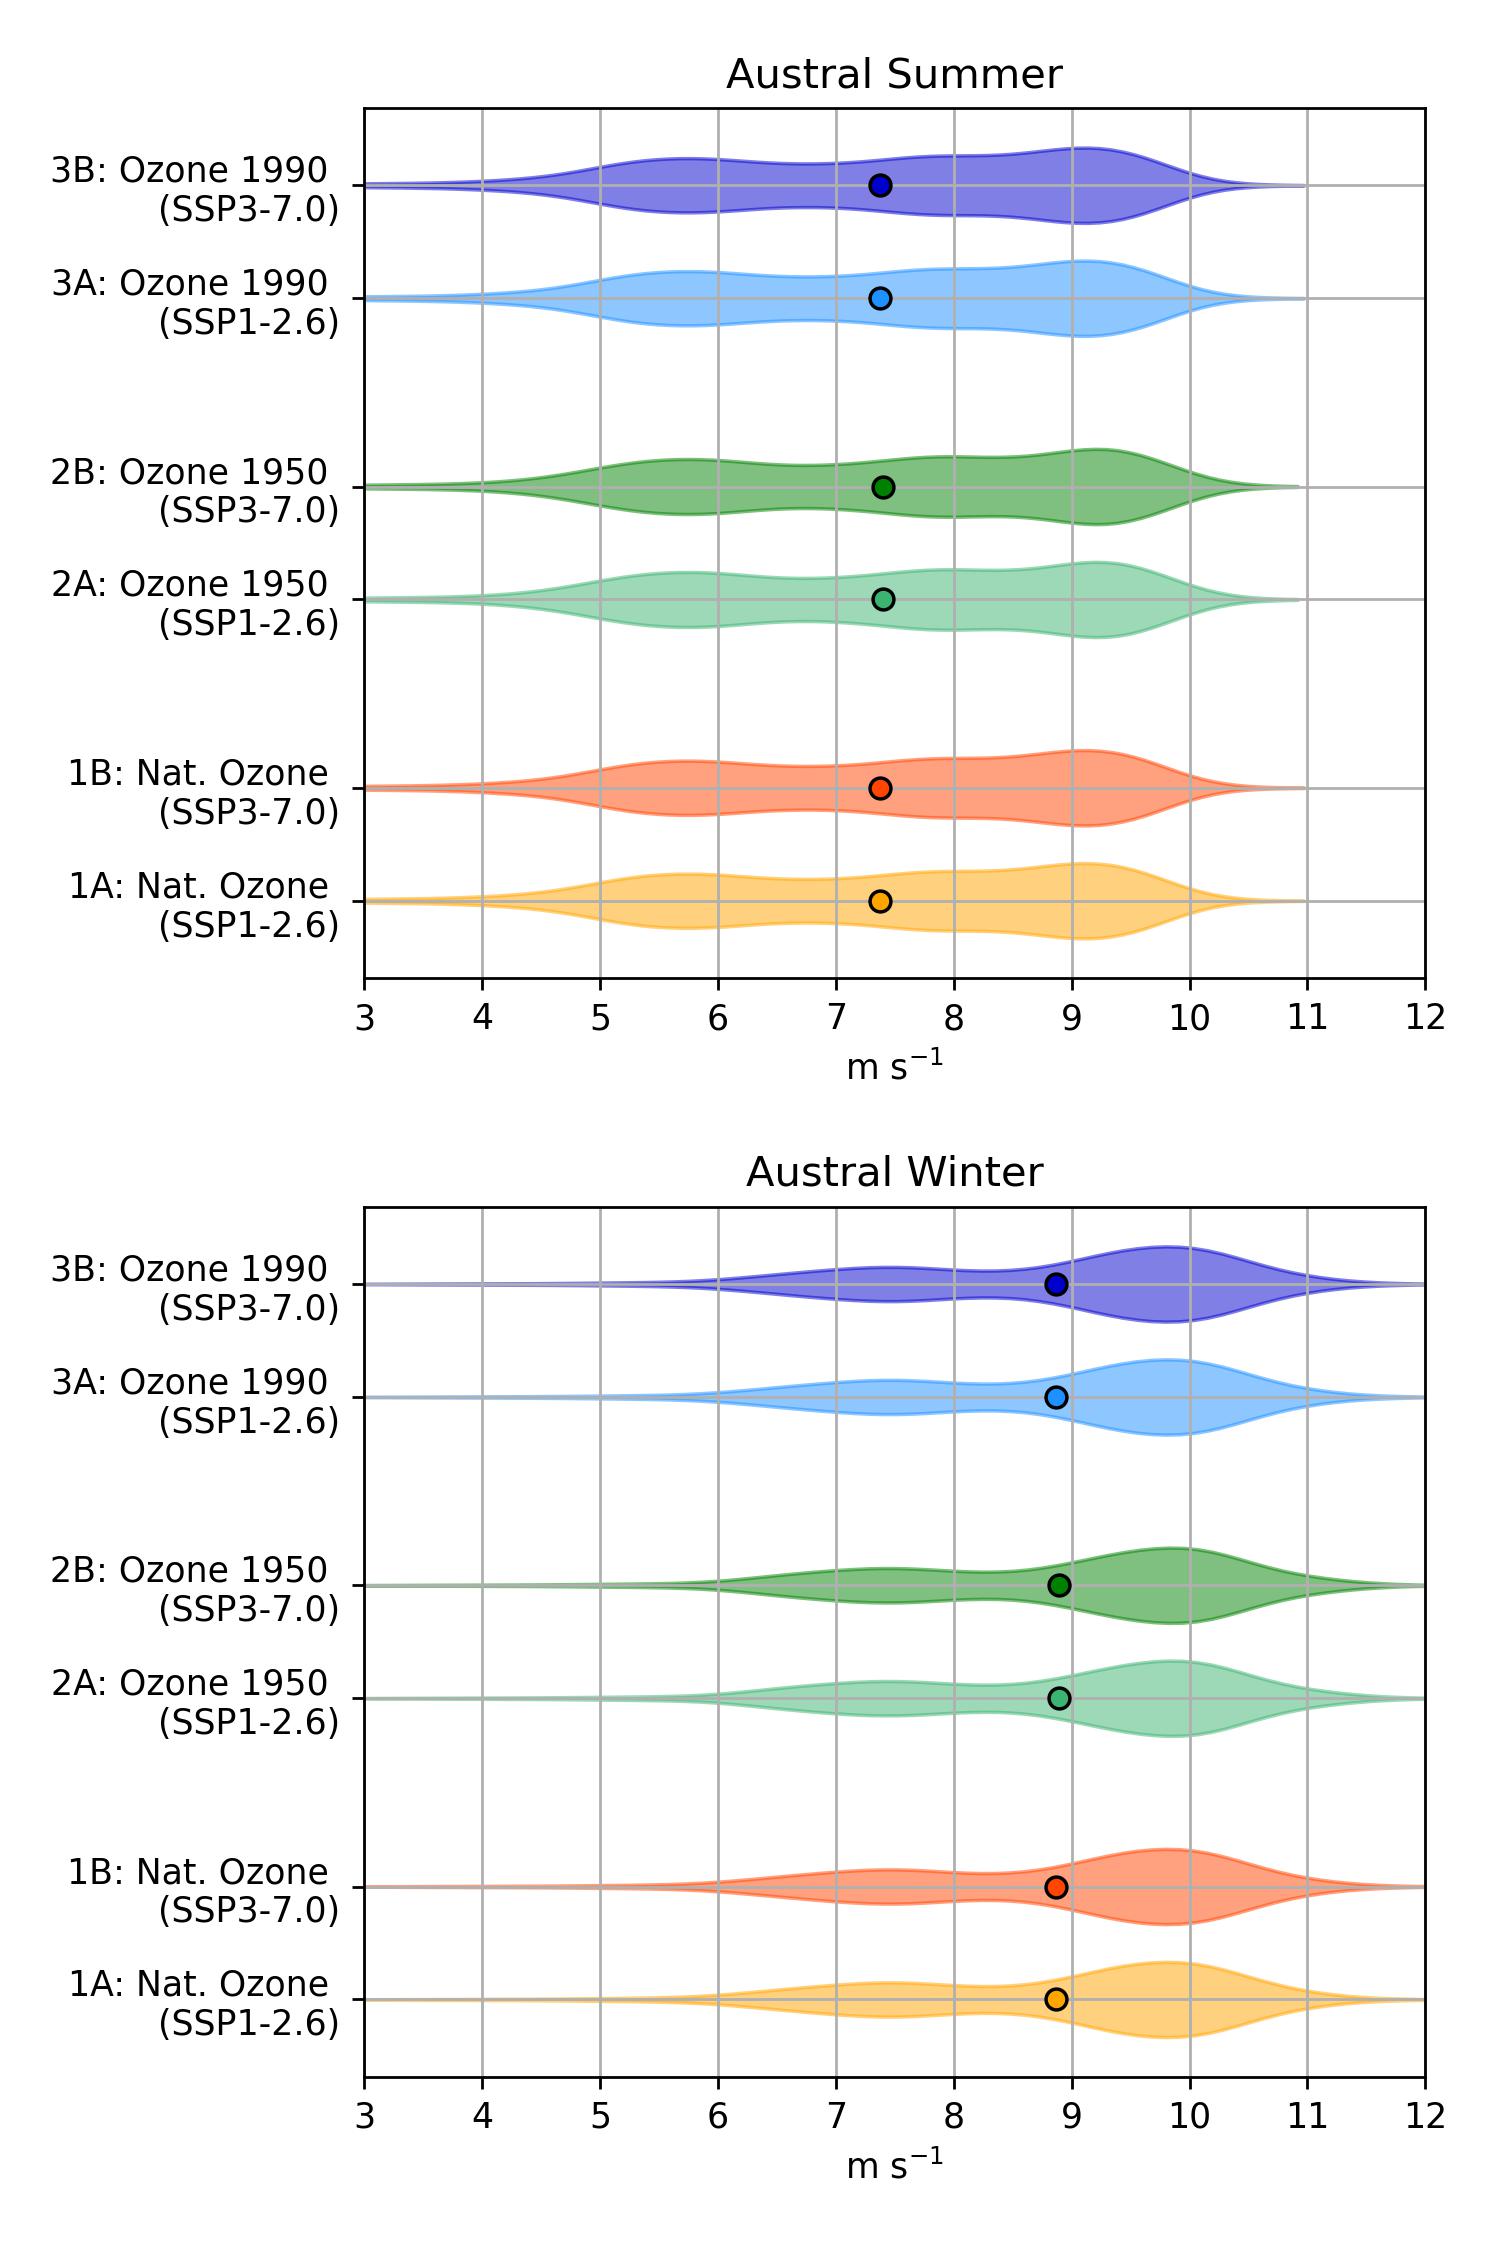 Austral Summer
3B: Ozone 1990
(SSP3-7.0)
3A: Ozone 1990
(SSP1-2.6)
2B: Ozone 1950
(SSP3-7.0)
2A: Ozone 1950
(SSP1-2.6)
1B: Nat. Ozone
(SSP3-7.0)
1A: Nat. Ozone
(SSP1-2.6)
3 4 5 6 7 8 9 10 11 12
m s⁻¹
Austral Winter
3B: Ozone 1990
(SSP3-7.0)
3A: Ozone 1990
(SSP1-2.6)
2B: Ozone 1950
(SSP3-7.0)
2A: Ozone 1950
(SSP1-2.6)
1B: Nat. Ozone
(SSP3-7.0)
1A: Nat. Ozone
(SSP1-2.6)
3 4 5 6 7 8 9 10 11 12
m s⁻¹